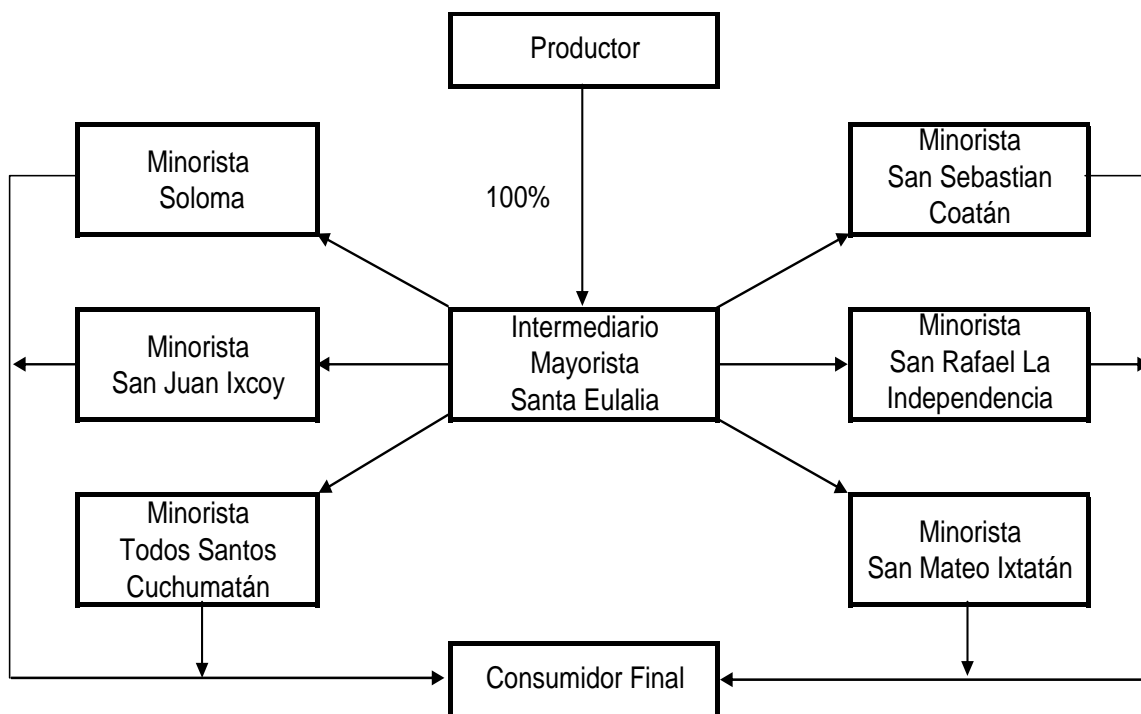 Productor
Minorista
Soloma
100%
Minorista
San Sebastian
Coatán
Minorista
San Juan Ixcoy
Intermediario
Mayorista
Santa Eulalia
Minorista
San Rafael La
Independencia
Minorista
Todos Santos
Cuchumatán
Minorista
San Mateo Ixtatán
Consumidor Final